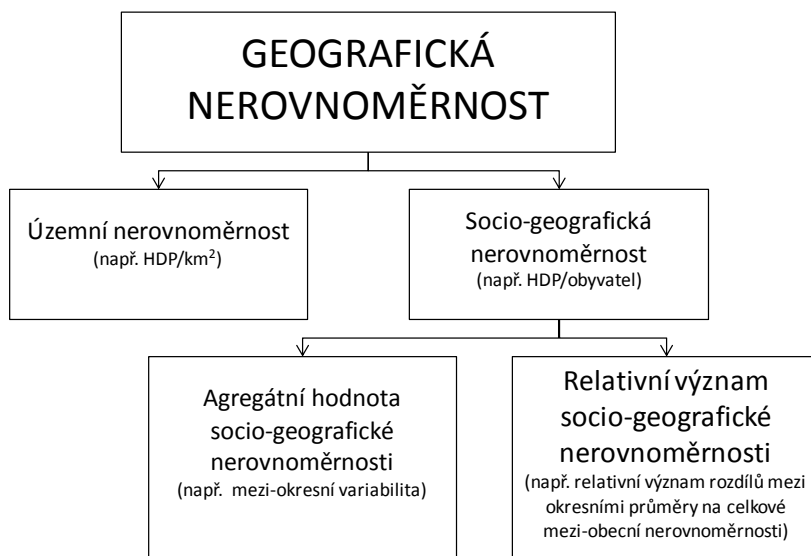 GEOGRAFICKÁ
NEROVNOMĚRNOST
Územní nerovnoměrnost
(např. HDP/km²)
Socio-geografická
nerovnoměrnost
(např. HDP/obyvatel)
Agregátní hodnota
socio-geografické
nerovnoměrnosti
(např. mezi-okresní variabilita)
Relativní význam
socio-geografické
nerovnoměrnosti
(např. relativní význam rozdílů mezi
okresními průměry na celkové
mezi-obecní nerovnoměrnosti)